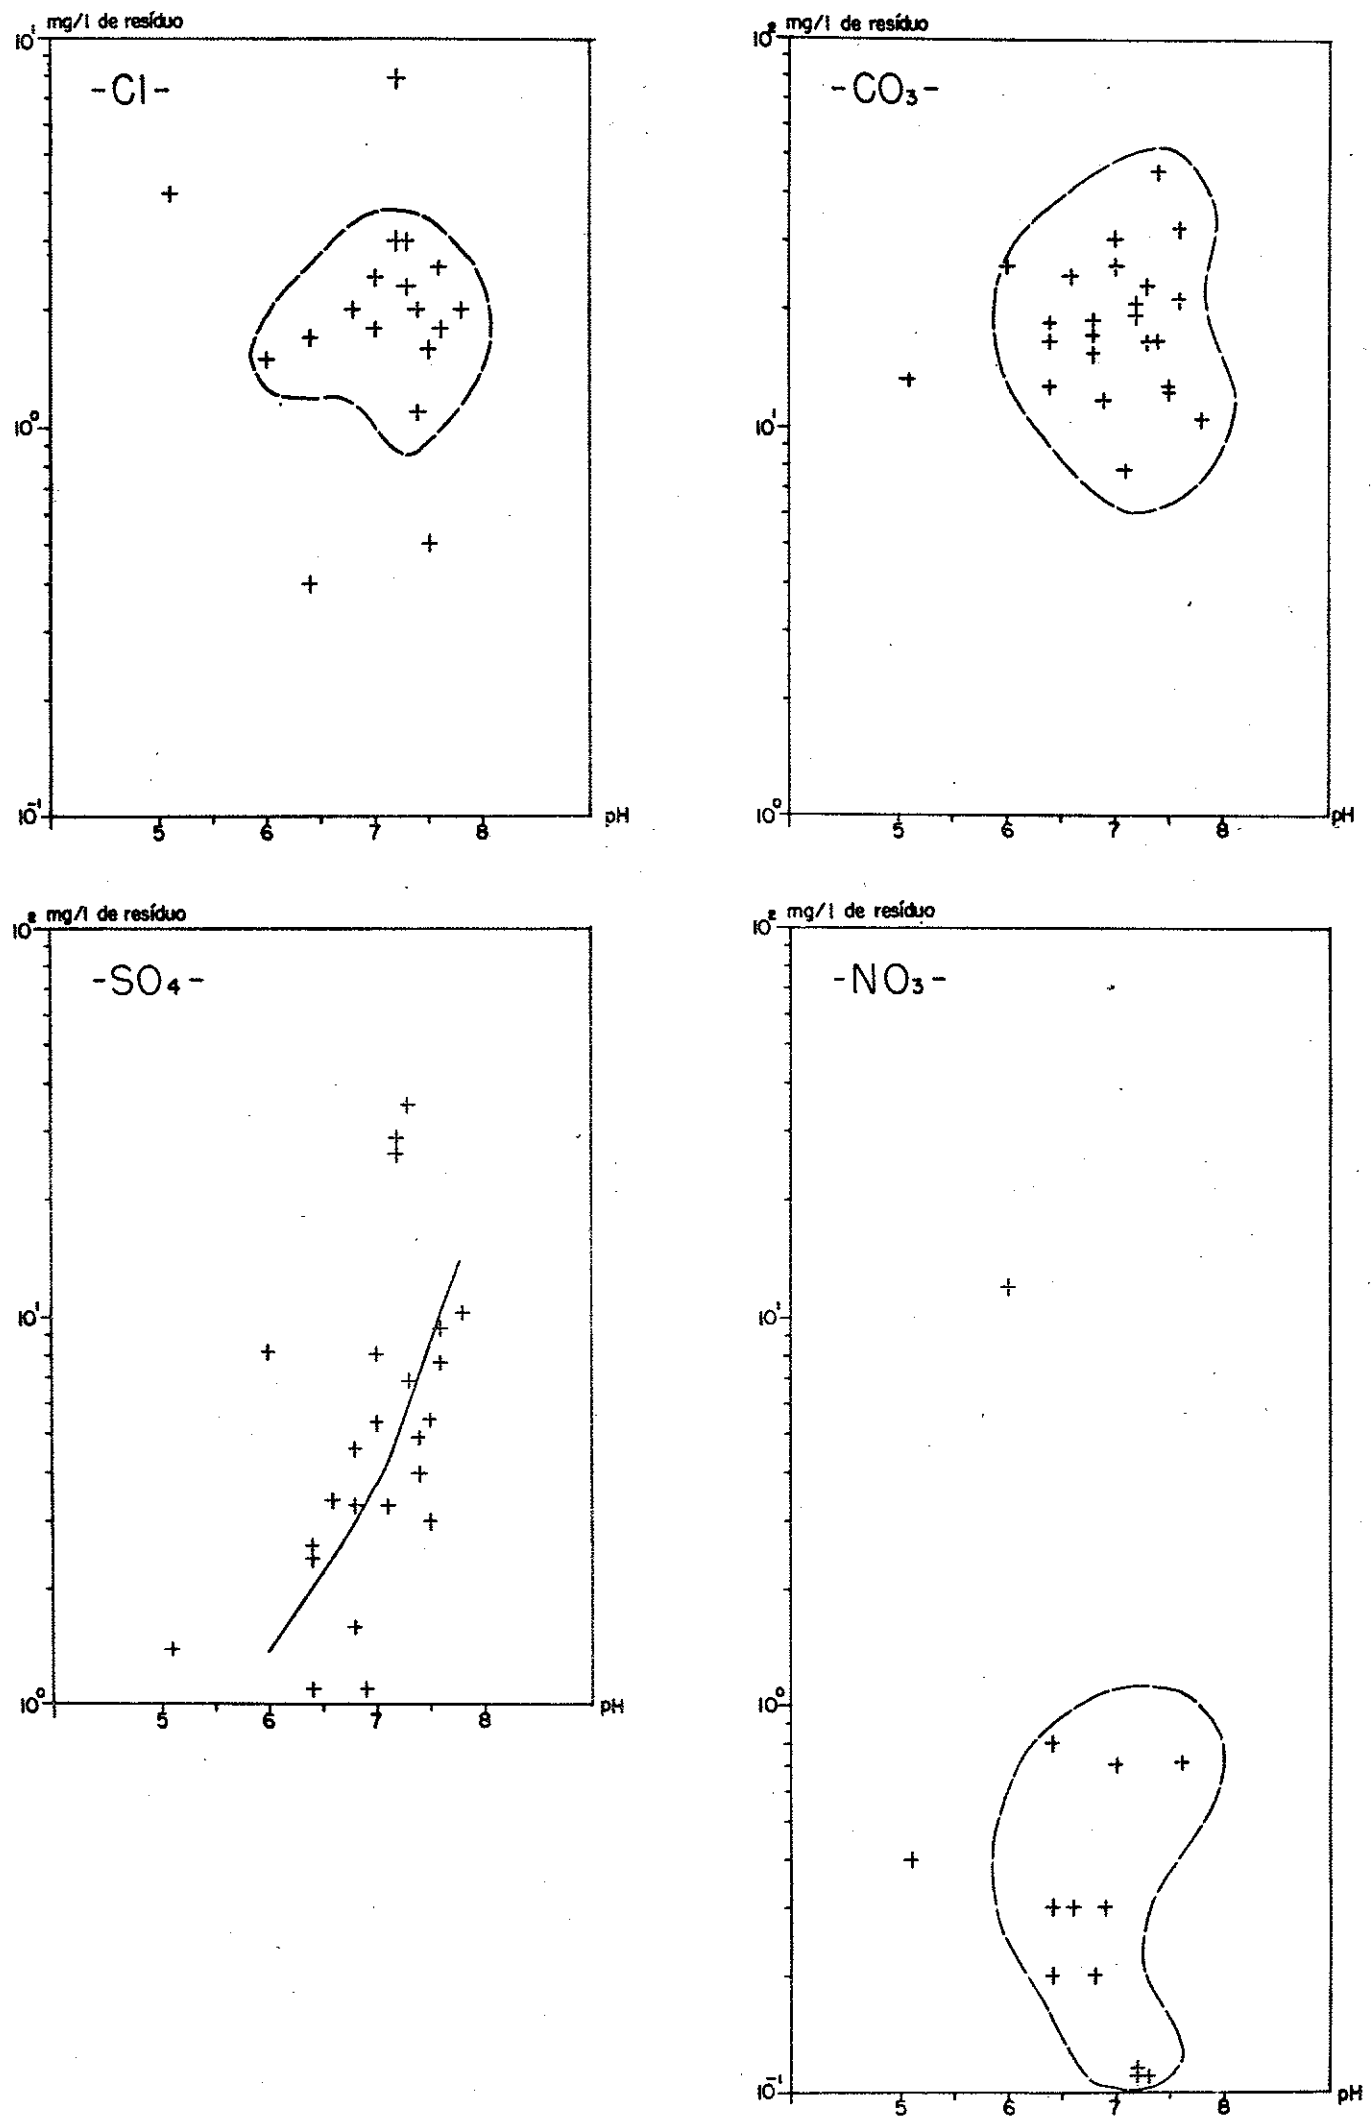 mg/l de resíduo
10¹
-Cl-
10⁰
10⁻¹
5 6 7 8 pH
mg/l de resíduo
10²
-CO₃-
10¹
10⁰
5 6 7 8 pH
mg/l de resíduo
10²
-SO₄-
10¹
10⁰
5 6 7 8 pH
mg/l de resíduo
10²
-NO₃-
10¹
10⁰
10⁻¹
5 6 7 8 pH